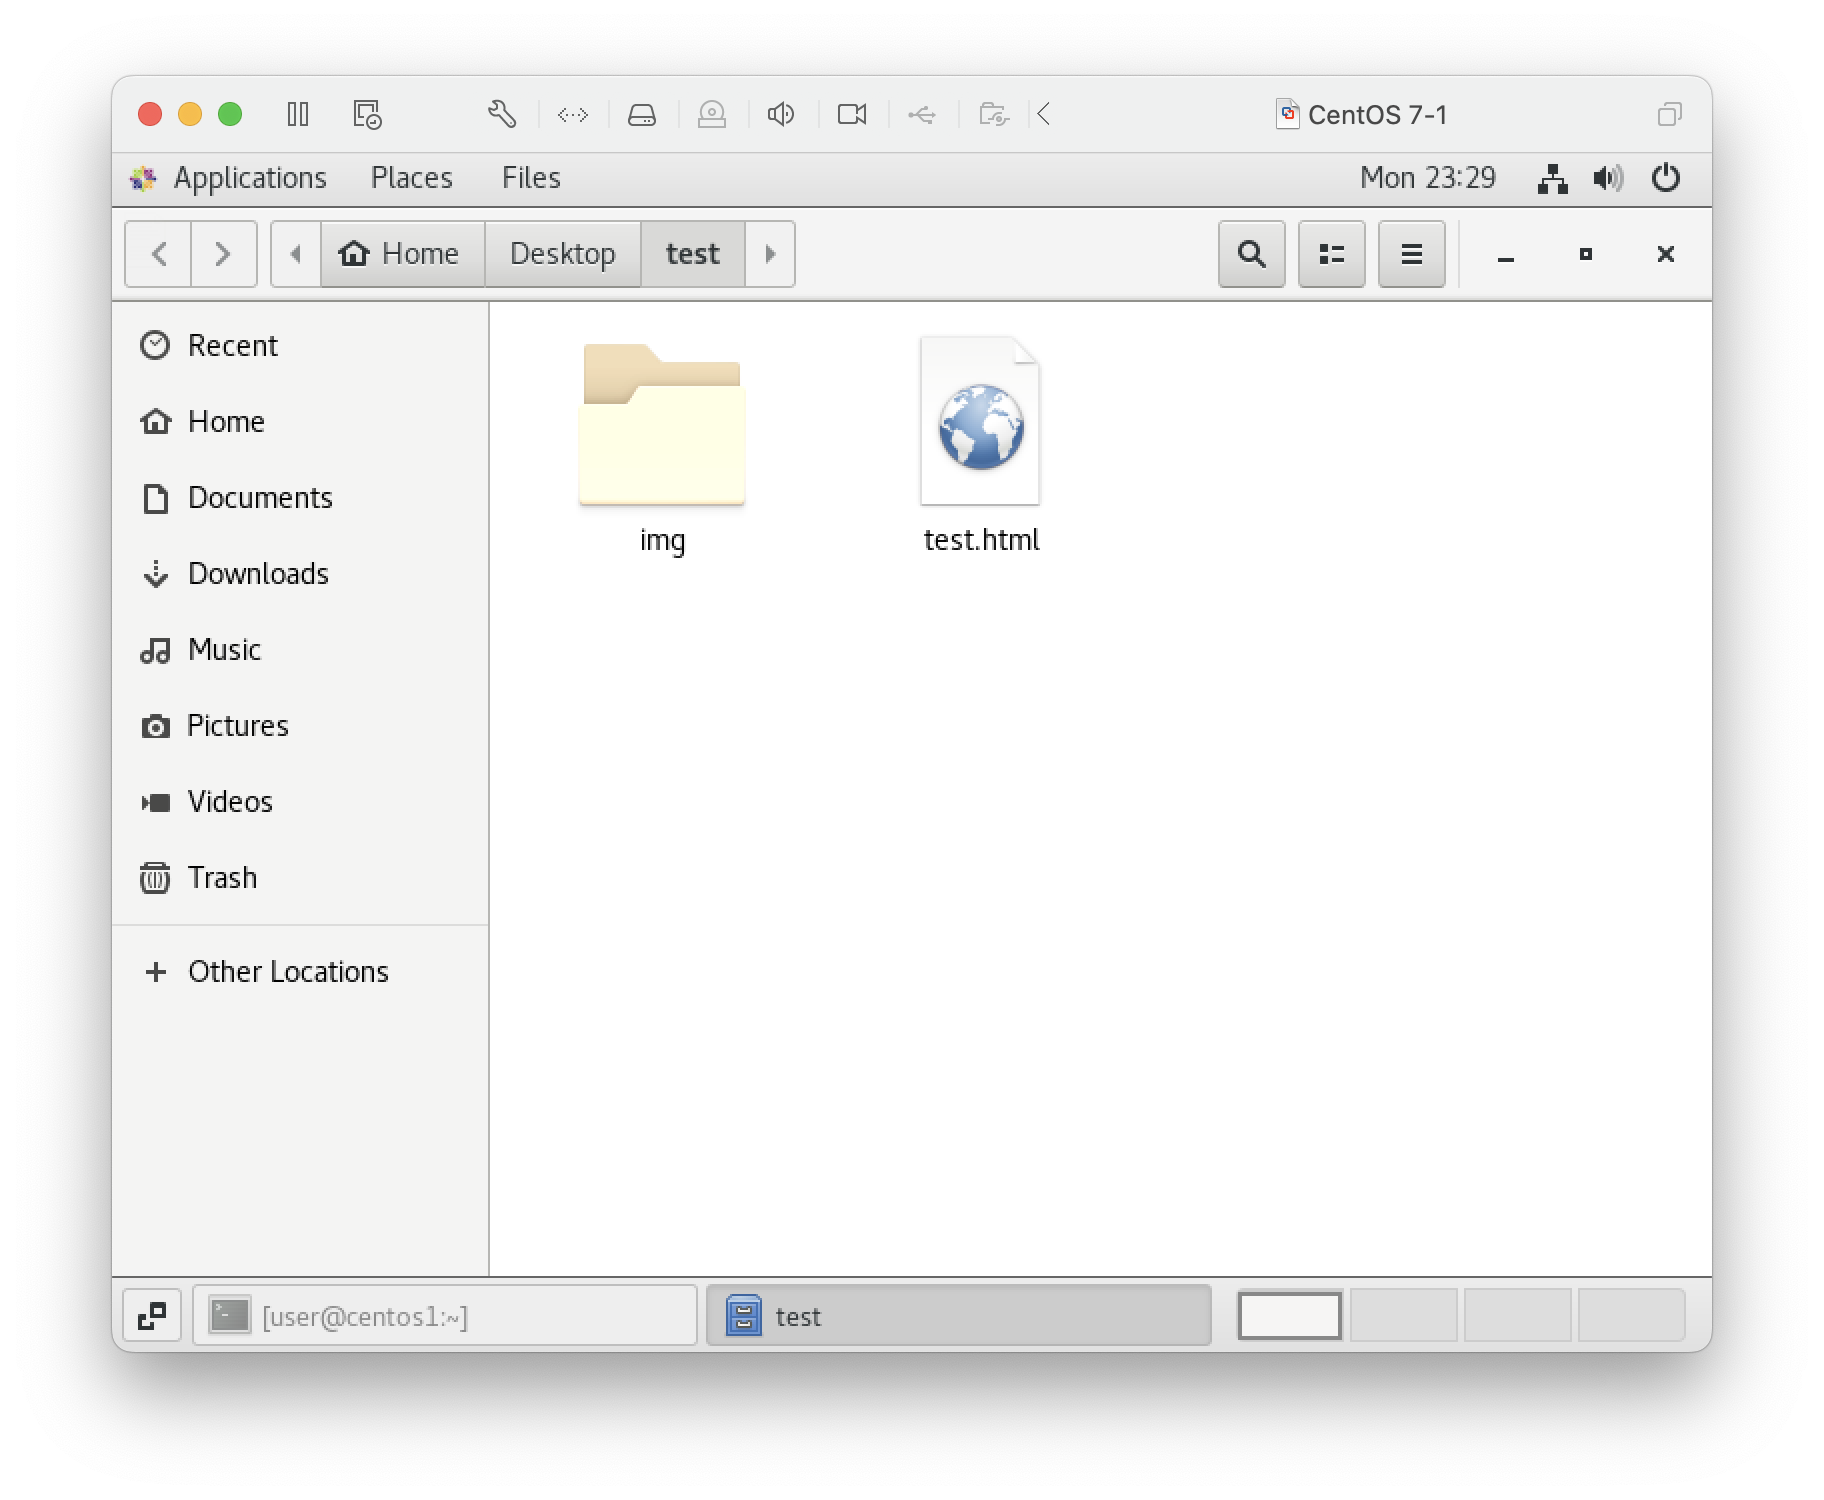 CentOS 7-1
Applications Places Files Mon 23:29
Home Desktop test
Recent
Home
Documents
Downloads
Music
Pictures
Videos
Trash
Other Locations
img
test.html
[user@centos1:~] test